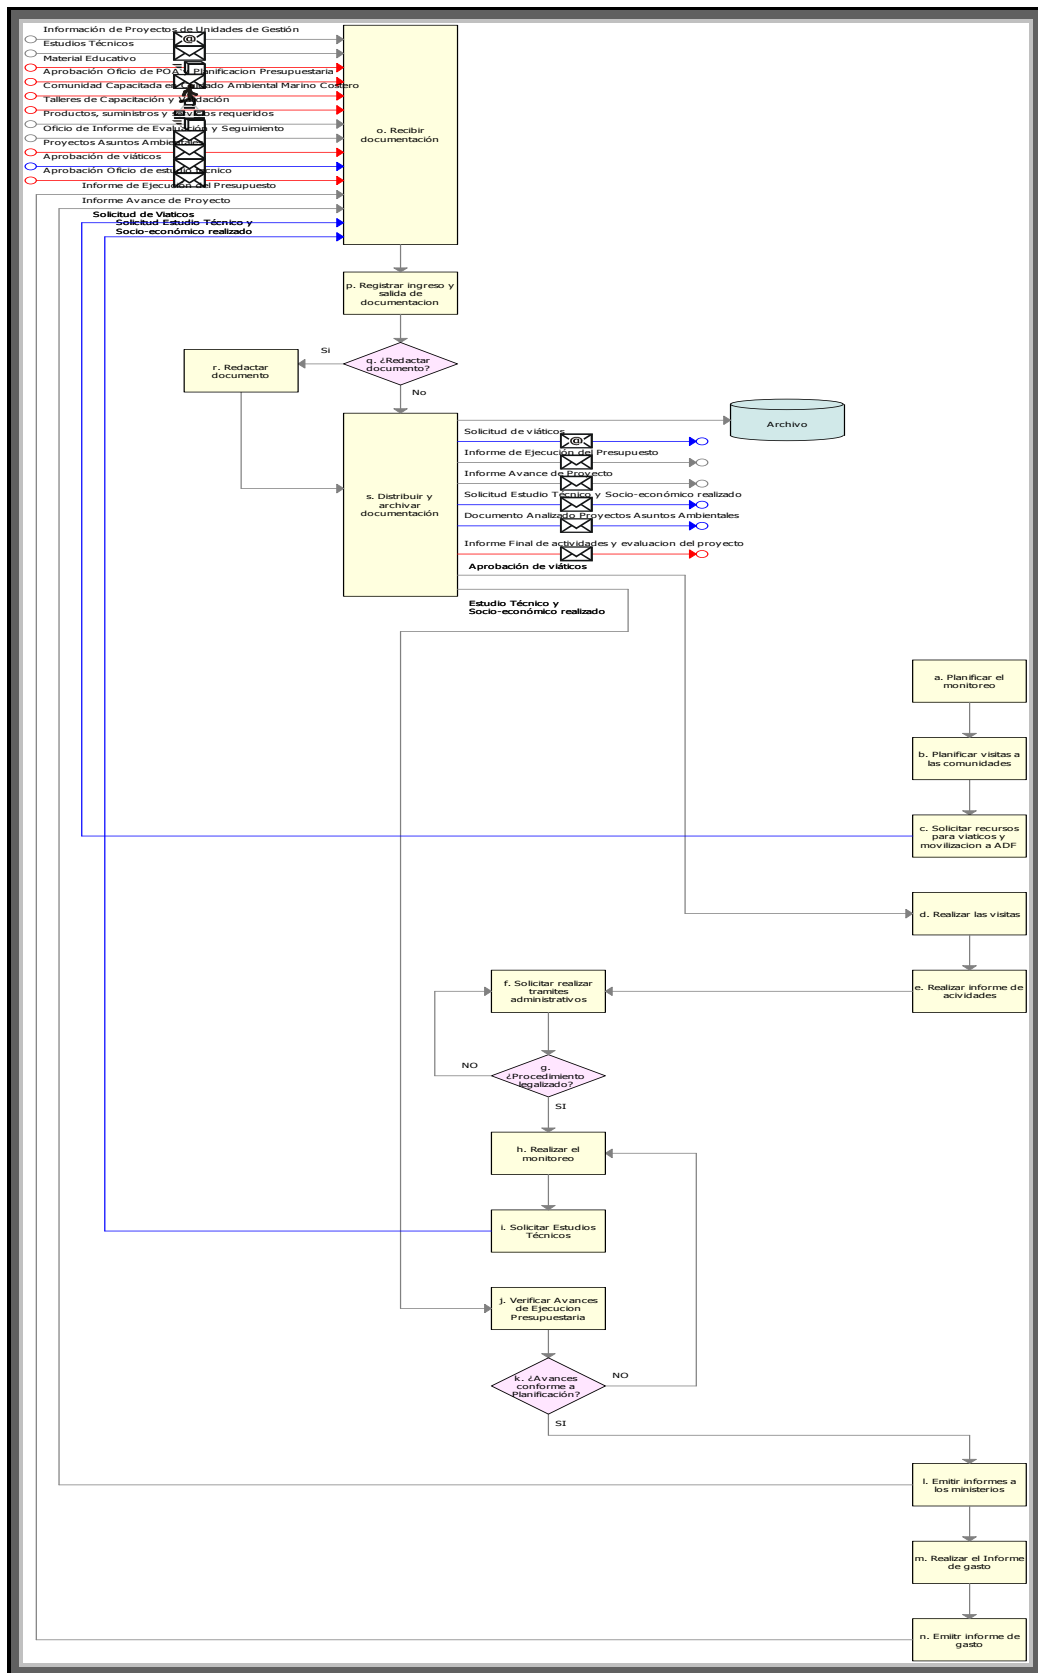 Información de Proyectos de Unidades de Gestión
Estudios Técnicos
Material Educativo
Aprobación Oficio de POA y Planificacion Presupuestaria
Comunidad Capacitada en Cuidado Ambiental Marino Costero
Talleres de Capacitación y Validación
Productos, suministros y servicios requeridos
Oficio de Informe de Evaluación y Seguimiento
Proyectos Asuntos Ambientales
Aprobación de viáticos
Aprobación Oficio de estudio técnico
Informe de Ejecución del Presupuesto
Informe Avance de Proyecto
Solicitud de Viaticos
Solicitud Estudio Técnico y
Socio-económico realizado
o. Recibir
documentación
p. Registrar ingreso y
salida de
documentacion
q. ¿Redactar
documento?
Si
No
r. Redactar
documento
s. Distribuir y
archivar
documentación
Archivo
Solicitud de viáticos
@
Informe de Ejecución del Presupuesto
Informe Avance de Proyecto
Solicitud Estudio Técnico y Socio-económico realizado
Documento Analizado Proyectos Asuntos Ambientales
Informe Final de actividades y evaluacion del proyecto
Aprobación de viáticos
Estudio Técnico y
Socio-económico realizado
a. Planificar el
monitoreo
b. Planificar visitas a
las comunidades
c. Solicitar recursos
para viaticos y
movilizacion a ADF
d. Realizar las visitas
e. Realizar informe de
acividades
f. Solicitar realizar
tramites
administrativos
g.
¿Procedimiento
legalizado?
NO
SI
h. Realizar el
monitoreo
i. Solicitar Estudios
Técnicos
j. Verificar Avances
de Ejecucion
Presupuestaria
k. ¿Avances
conforme a
Planificación?
NO
SI
l. Emitir informes a
los ministerios
m. Realizar el Informe
de gasto
n. Emiitr informe de
gasto